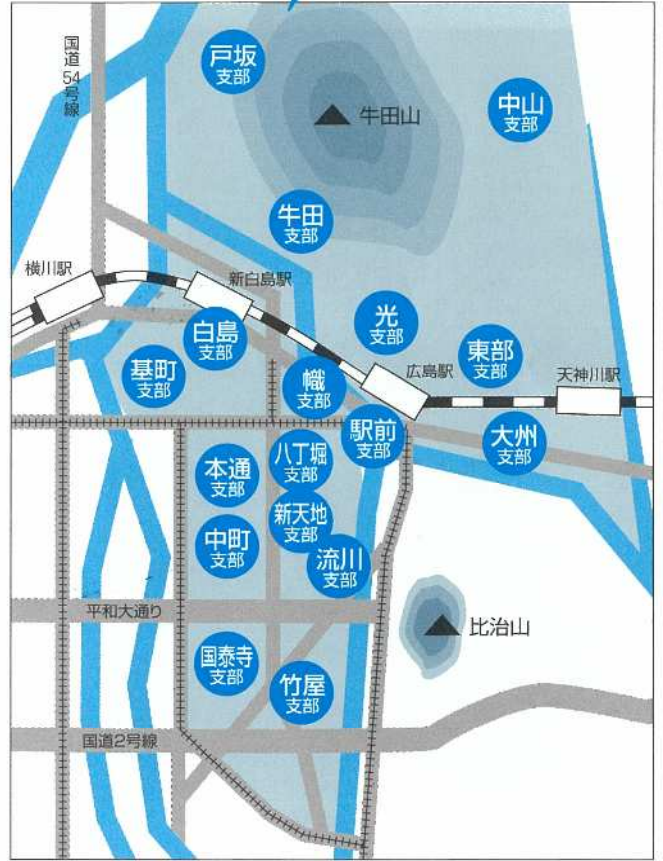 国道54号線
戸坂
支部
中山
支部
牛田山
牛田
支部
横川駅
新白島駅
白島
支部
光
支部
東部
支部
広島駅
天神川駅
基町
支部
幟
支部
駅前
支部
大州
支部
本通
支部
八丁堀
支部
新天地
支部
中町
支部
流川
支部
平和大通り
比治山
国泰寺
支部
竹屋
支部
国道2号線